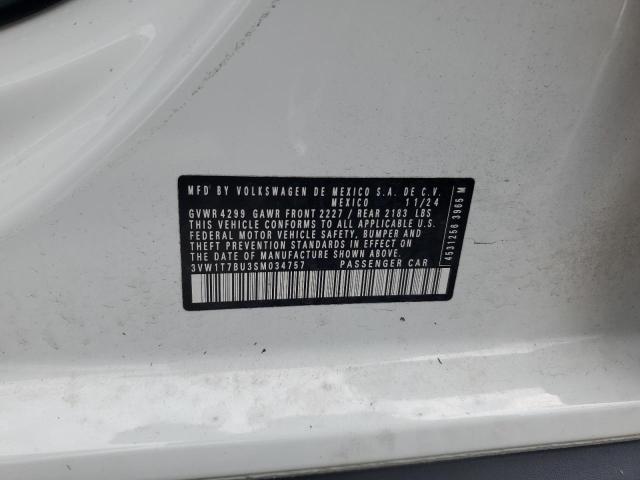 MFD BY VOLKSWAGEN DE MEXICO S.A. DE C.V.
MEXICO 11/24
GVWR 4299 GAWR FRONT 2227 / REAR 2183 LBS
THIS VEHICLE CONFORMS TO ALL APPLICABLE U.S.
FEDERAL MOTOR VEHICLE SAFETY, BUMPER AND
THEFT PREVENTION STANDARDS IN EFFECT ON
THE DATE OF MANUFACTURE SHOWN ABOVE
3VW1T7BU3SM034757 PASSENGER CAR
4531256 3965 M